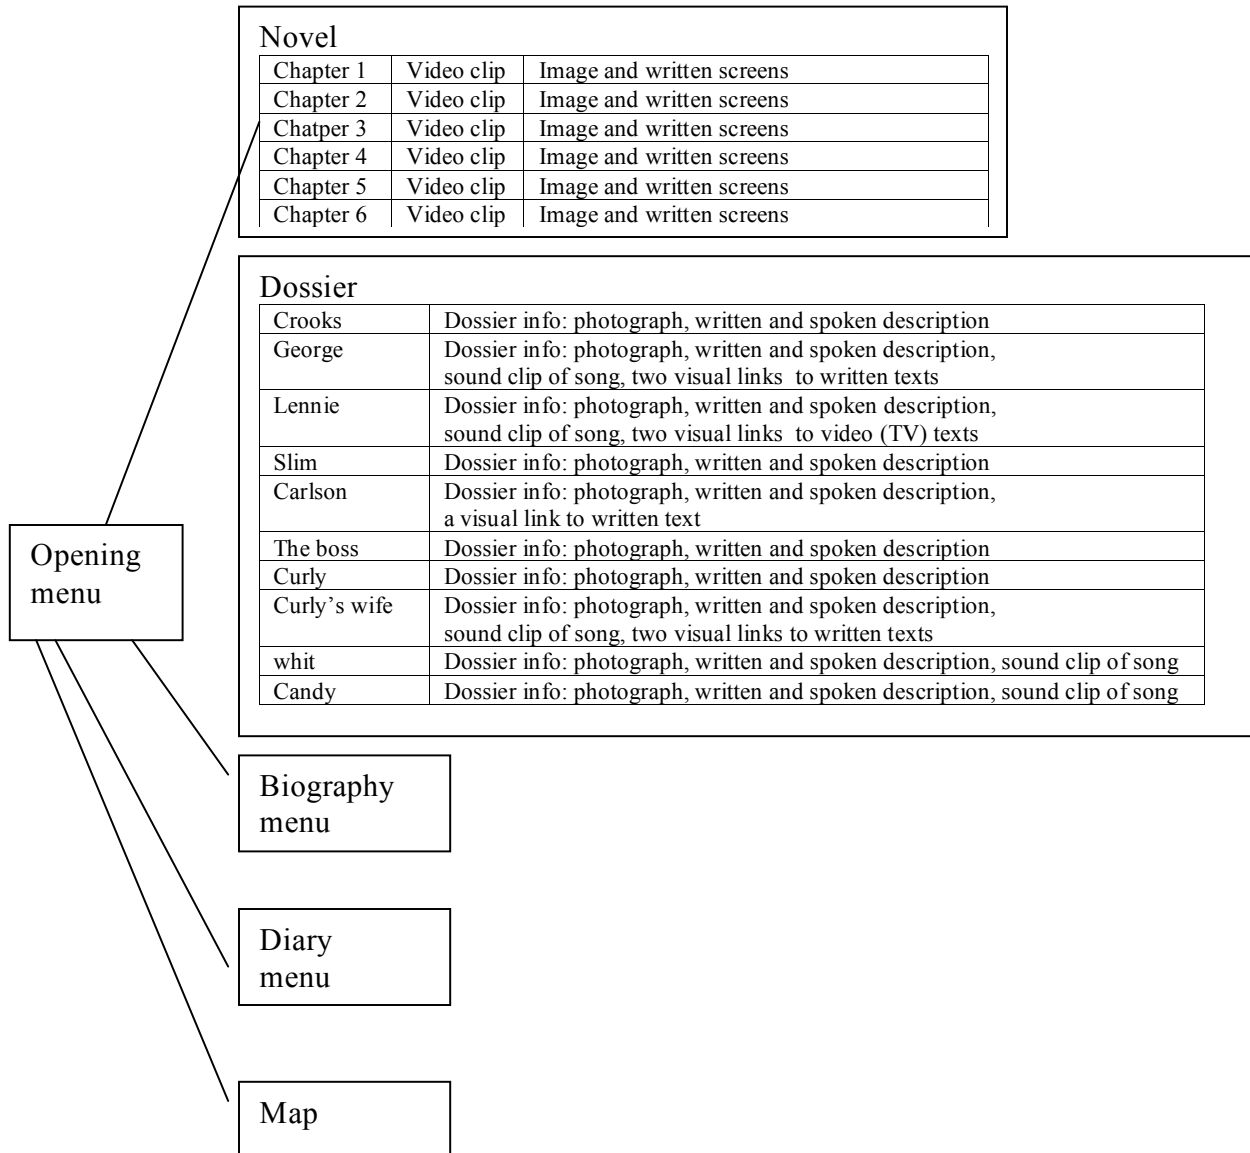 Novel
Chapter 1 Video clip Image and written screens
Chapter 2 Video clip Image and written screens
Chatper 3 Video clip Image and written screens
Chapter 4 Video clip Image and written screens
Chapter 5 Video clip Image and written screens
Chapter 6 Video clip Image and written screens
Dossier
Crooks Dossier info: photograph, written and spoken description
George Dossier info: photograph, written and spoken description,
sound clip of song, two visual links to written texts
Lennie Dossier info: photograph, written and spoken description,
sound clip of song, two visual links to video (TV) texts
Slim Dossier info: photograph, written and spoken description
Carlson Dossier info: photograph, written and spoken description,
a visual link to written text
The boss Dossier info: photograph, written and spoken description
Curly Dossier info: photograph, written and spoken description
Curly’s wife Dossier info: photograph, written and spoken description,
sound clip of song, two visual links to written texts
whit Dossier info: photograph, written and spoken description, sound clip of song
Candy Dossier info: photograph, written and spoken description, sound clip of song
Opening
menu
Biography
menu
Diary
menu
Map